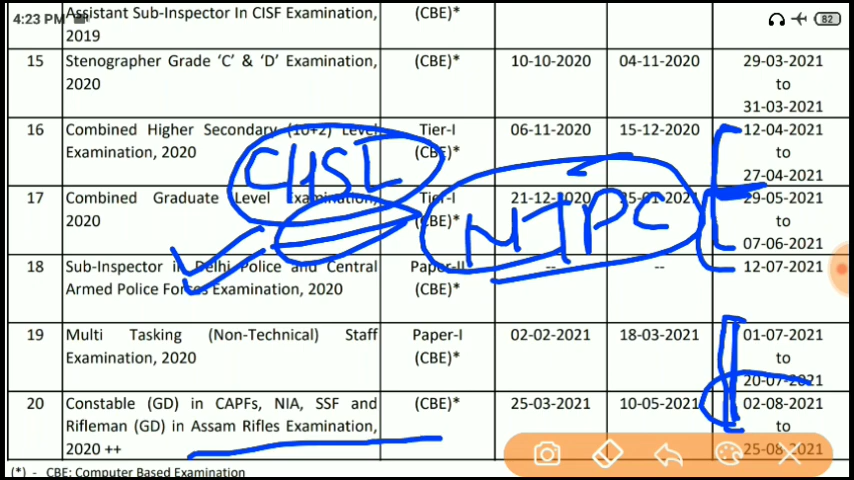 4:23 PM
82
Assistant Sub-Inspector In CISF Examination, (CBE)*
2019
15 Stenographer Grade ‘C’ & ‘D’ Examination, (CBE)* 10-10-2020 04-11-2020 29-03-2021
2020 to
31-03-2021
16 Combined Higher Secondary (10+2) Level Tier-I 06-11-2020 15-12-2020 12-04-2021
Examination, 2020 (CBE)* to
27-04-2021
CHSL
17 Combined Graduate Level Examination, Tier-I 21-12-2020 25-01-2021 29-05-2021
2020 (CBE)* to
07-06-2021
NTPC
18 Sub-Inspector in Delhi Police and Central Paper-II -- -- 12-07-2021
Armed Police Forces Examination, 2020 (CBE)*
19 Multi Tasking (Non-Technical) Staff Paper-I 02-02-2021 18-03-2021 01-07-2021
Examination, 2020 (CBE)* to
20-07-2021
20 Constable (GD) in CAPFs, NIA, SSF and (CBE)* 25-03-2021 10-05-2021 02-08-2021
Rifleman (GD) in Assam Rifles Examination, to
2020 ++ 25-08-2021
(*) - CBE: Computer Based Examination